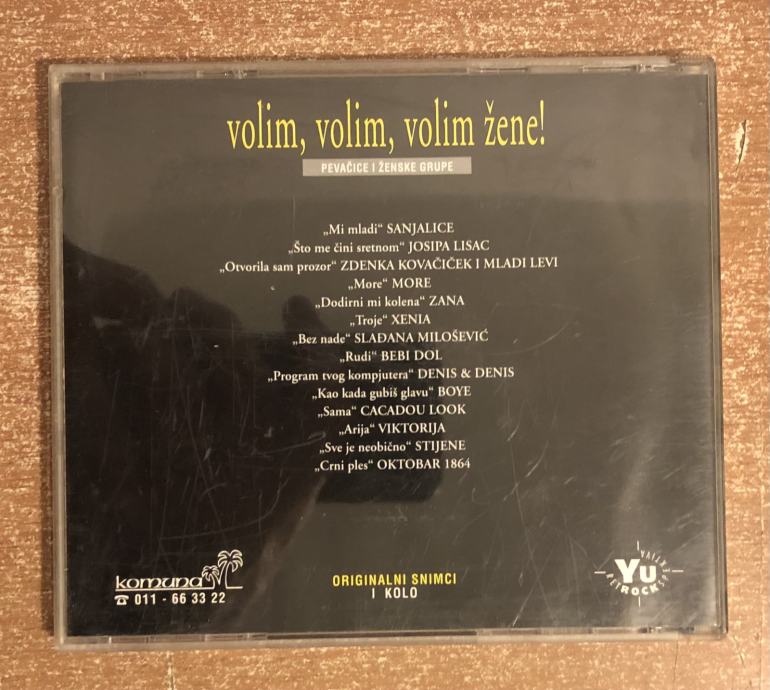 volim, volim, volim žene!
PEVAČICE I ŽENSKE GRUPE
„Mi mladi“ SANJALICE
„Što me čini sretnom“ JOSIPA LISAC
„Otvorila sam prozor“ ZDENKA KOVAČIČEK I MLADI LEVI
„More“ MORE
„Dodirni mi kolena“ ZANA
„Troje“ XENIA
„Bez nade“ SLAĐANA MILOŠEVIĆ
„Rudi“ BEBI DOL
„Program tvog kompjutera“ DENIS & DENIS
„Kao kada gubiš glavu“ BOYE
„Sama“ CACADOU LOOK
„Arija“ VIKTORIJA
„Sve je neobično“ STIJENE
„Crni ples“ OKTOBAR 1864
komuna
☎ 011 - 66 33 22
ORIGINALNI SNIMCI
I KOLO
YU
ROCK